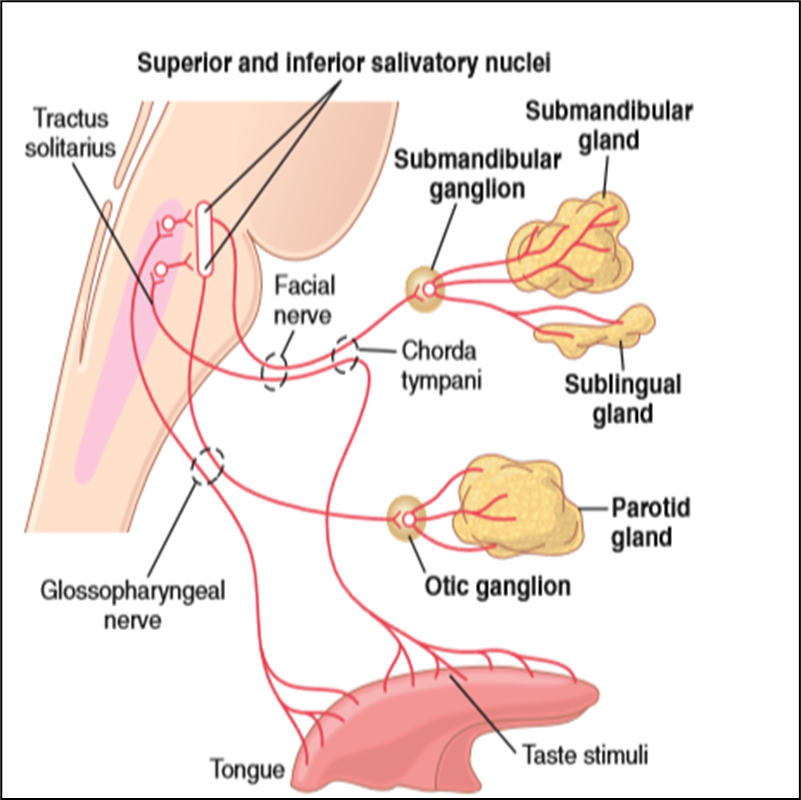 Superior and inferior salivatory nuclei
Tractus
solitarius
Submandibular
gland
Submandibular
ganglion
Facial
nerve
Chorda
tympani
Sublingual
gland
Parotid
gland
Otic ganglion
Glossopharyngeal
nerve
Taste stimuli
Tongue